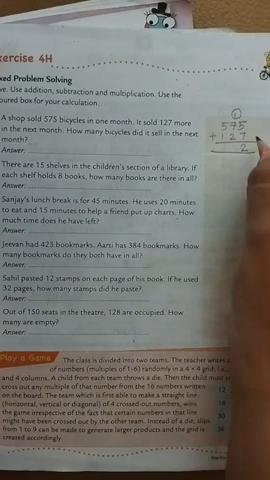 Exercise 4H
Mixed Problem Solving
Use addition, subtraction and multiplication. Use the
coloured box for your calculation.
A shop sold 575 bicycles in one month. It sold 127 more
in the next month. How many bicycles did it sell in the next
month?
Answer:
There are 15 shelves in the children's section of a library. If
each shelf holds 8 books, how many books are there in all?
Answer:
Sanjay's lunch break is for 45 minutes. He uses 20 minutes
to eat and 15 minutes to help a friend put up charts. How
much time does he have left?
Answer:
Jeevan had 423 bookmarks. Aarti has 384 bookmarks. How
many bookmarks do they both have in all?
Answer:
Sahil pasted 12 stamps on each page of his book. If he used
32 pages, how many stamps did he paste?
Answer:
Out of 150 seats in the theatre, 128 are occupied. How
many are empty?
Answer:
1
575
+ 127
2
Play a Game
The class is divided into two teams. The teacher writes
of numbers (multiples of 1-6) randomly in a 4 × 4 grid, i.e.,
and 4 columns. A child from each team throws a die. Then the child must
cross out any multiple of that number from the 16 numbers written
on the board. The team which is first able to make a straight line
(horizontal, vertical or diagonal) of 4 crossed-out numbers, wins
the game irrespective of the fact that certain numbers in that line
might have been crossed out by the other team. Instead of a die, slips
from 1 to 9 can be made to generate larger products and the grid is
created accordingly.
12
18
30
36